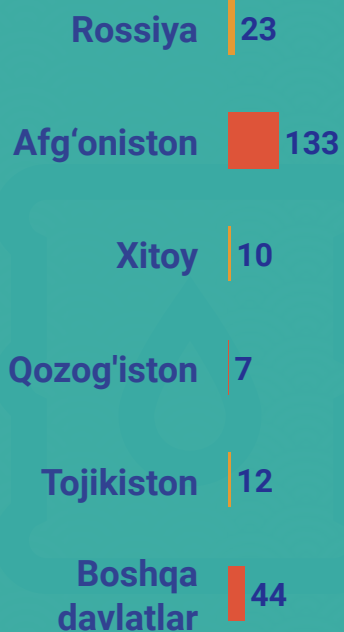 Rossiya 23
Afg‘oniston 133
Xitoy 10
Qozog'iston 7
Tojikiston 12
Boshqa
davlatlar 44